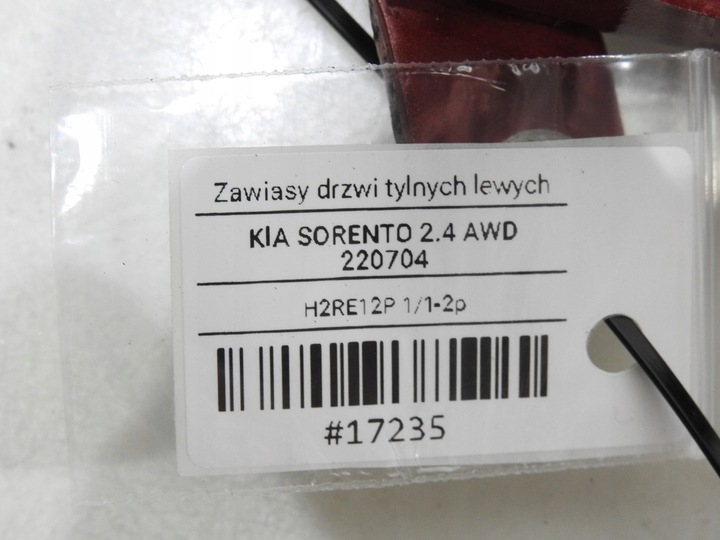 Zawiasy drzwi tylnych lewych
KIA SORENTO 2.4 AWD
220704
H2RE12P 1/1-2p
#17235